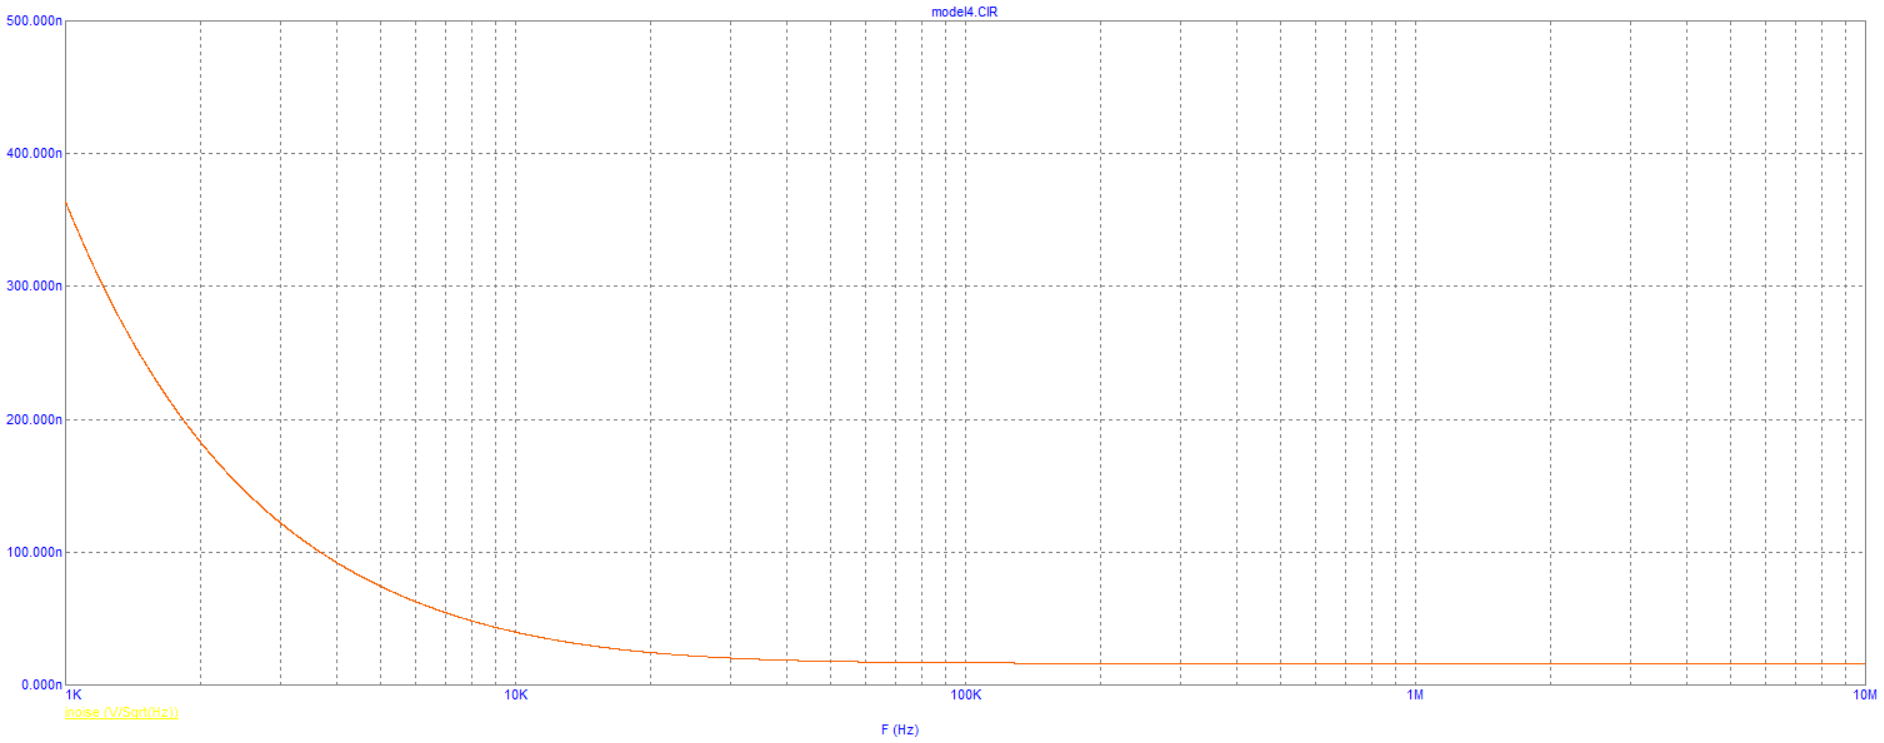 model4.CIR
500.000n
400.000n
300.000n
200.000n
100.000n
0.000n
1K 10K 100K 1M 10M
inoise (V/Sqrt(Hz))
F (Hz)